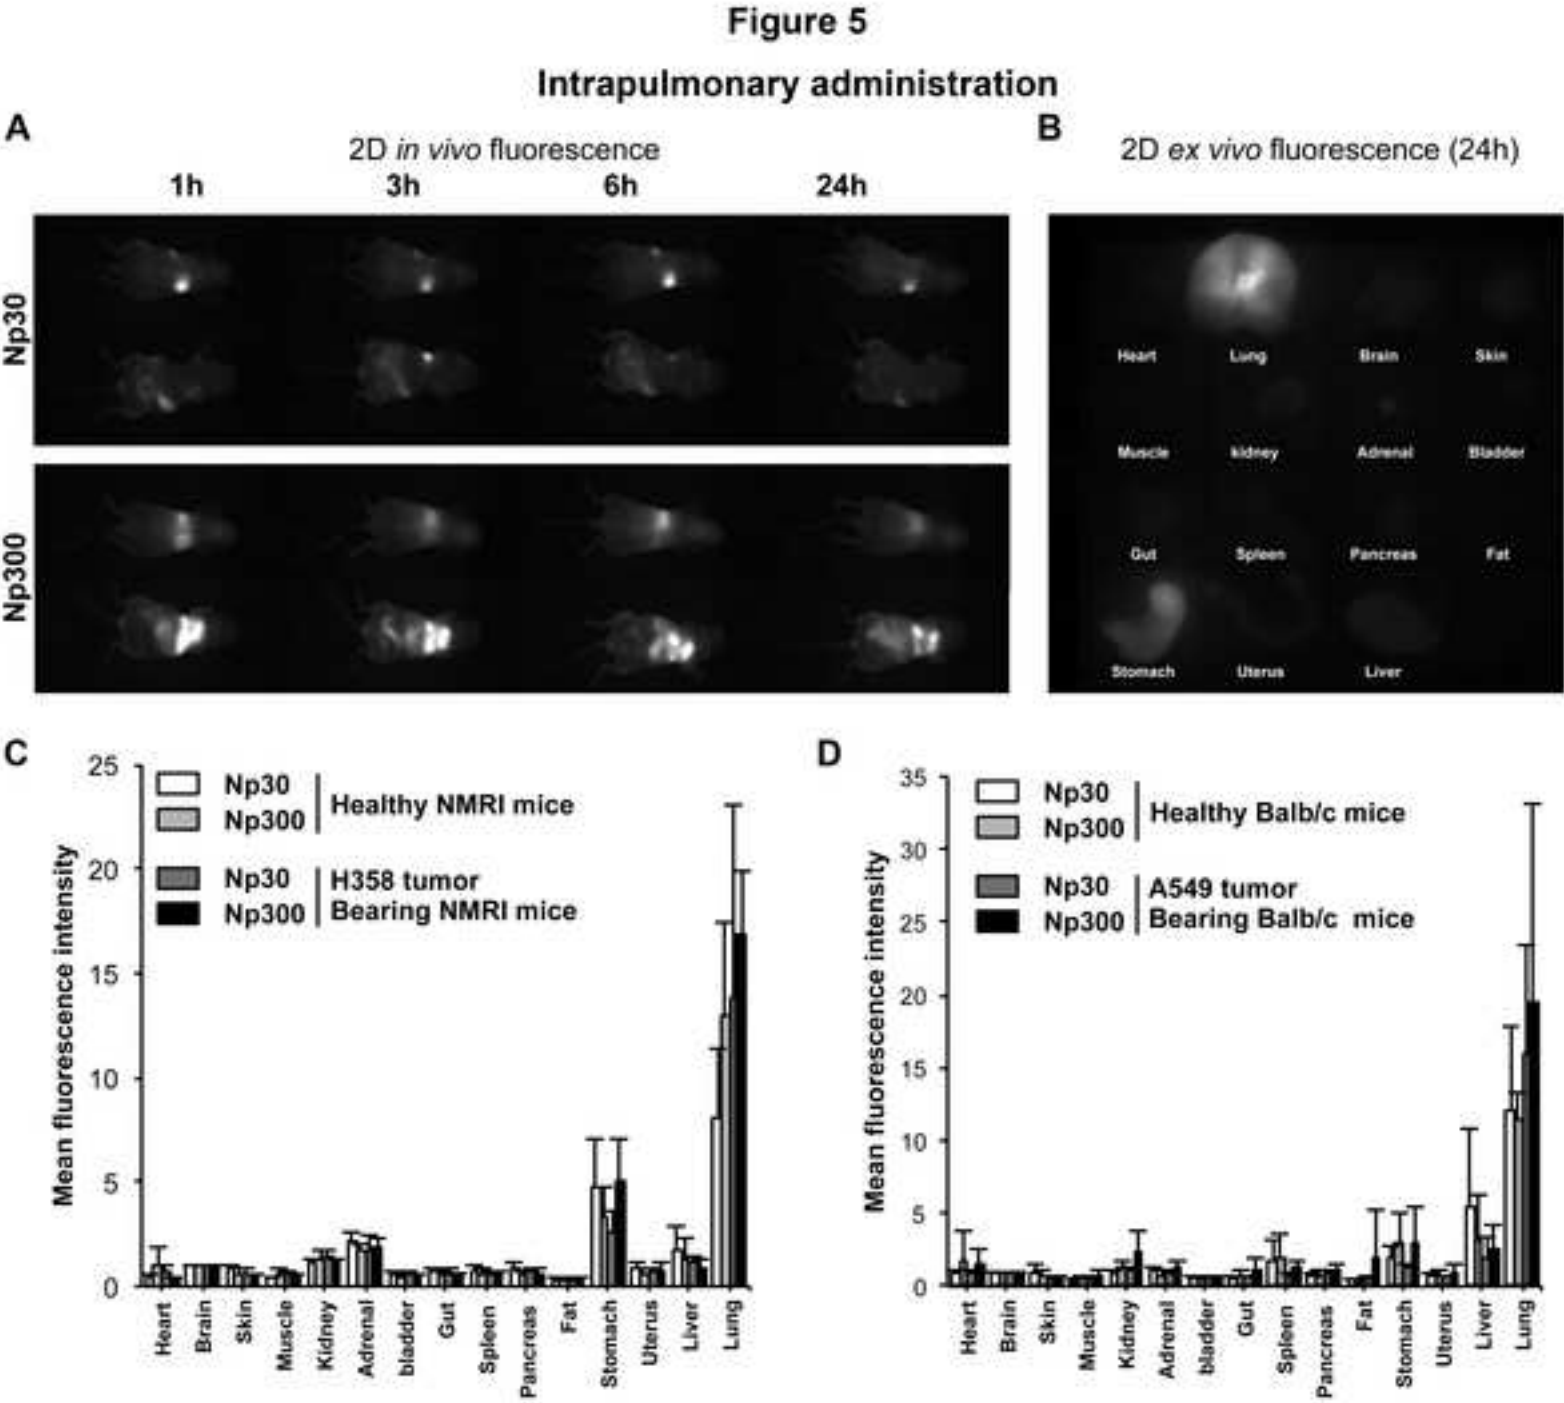 Figure 5
Intrapulmonary administration
A
2D in vivo fluorescence
1h 3h 6h 24h
Np30
Np300
B
2D ex vivo fluorescence (24h)
Heart Lung Brain Skin
Muscle kidney Adrenal Bladder
Gut Spleen Pancreas Fat
Stomach Uterus Liver
C
Mean fluorescence intensity
25
20
15
10
5
0
Np30
Np300
Healthy NMRI mice
Np30
Np300
H358 tumor
Bearing NMRI mice
Heart Brain Skin Muscle Kidney Adrenal bladder Gut Spleen Pancreas Fat Stomach Uterus Liver Lung
D
Mean fluorescence intensity
35
30
25
20
15
10
5
0
Np30
Np300
Healthy Balb/c mice
Np30
Np300
A549 tumor
Bearing Balb/c mice
Heart Brain Skin Muscle Kidney Adrenal bladder Gut Spleen Pancreas Fat Stomach Uterus Liver Lung